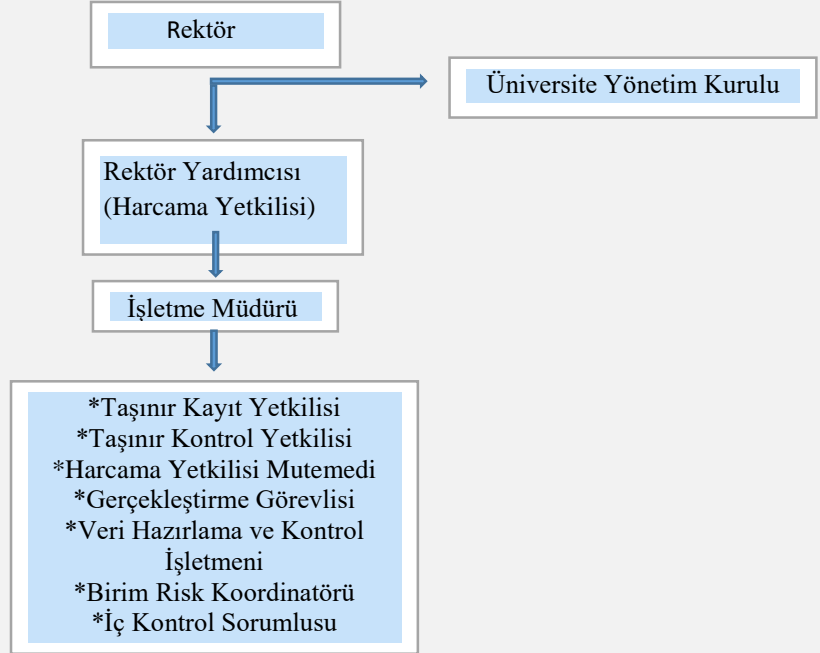 Rektör
Üniversite Yönetim Kurulu
Rektör Yardımcısı
(Harcama Yetkilisi)
İşletme Müdürü
*Taşınır Kayıt Yetkilisi
*Taşınır Kontrol Yetkilisi
*Harcama Yetkilisi Mutemedi
*Gerçekleştirme Görevlisi
*Veri Hazırlama ve Kontrol
İşletmeni
*Birim Risk Koordinatörü
*İç Kontrol Sorumlusu